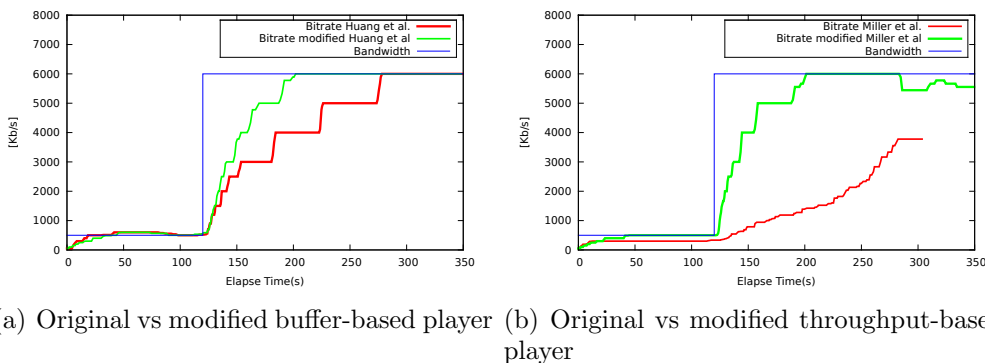 8000
7000
6000
5000
4000
3000
2000
1000
0
[Kb/s]
Bitrate Huang et al.
Bitrate modified Huang et al
Bandwidth
0 50 100 150 200 250 300 350
Elapse Time(s)
8000
7000
6000
5000
4000
3000
2000
1000
0
[Kb/s]
Bitrate Miller et al.
Bitrate modified Miller et al
Bandwidth
0 50 100 150 200 250 300 350
Elapse Time(s)
a) Original vs modified buffer-based player
(b) Original vs modified throughput-base
player